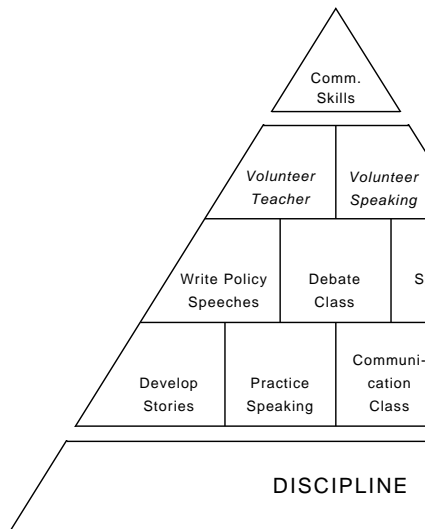 Comm.
Skills
Volunteer
Teacher
Volunteer
Speaking
Write Policy
Speeches
Debate
Class
S
Develop
Stories
Practice
Speaking
Communi-
cation
Class
DISCIPLINE